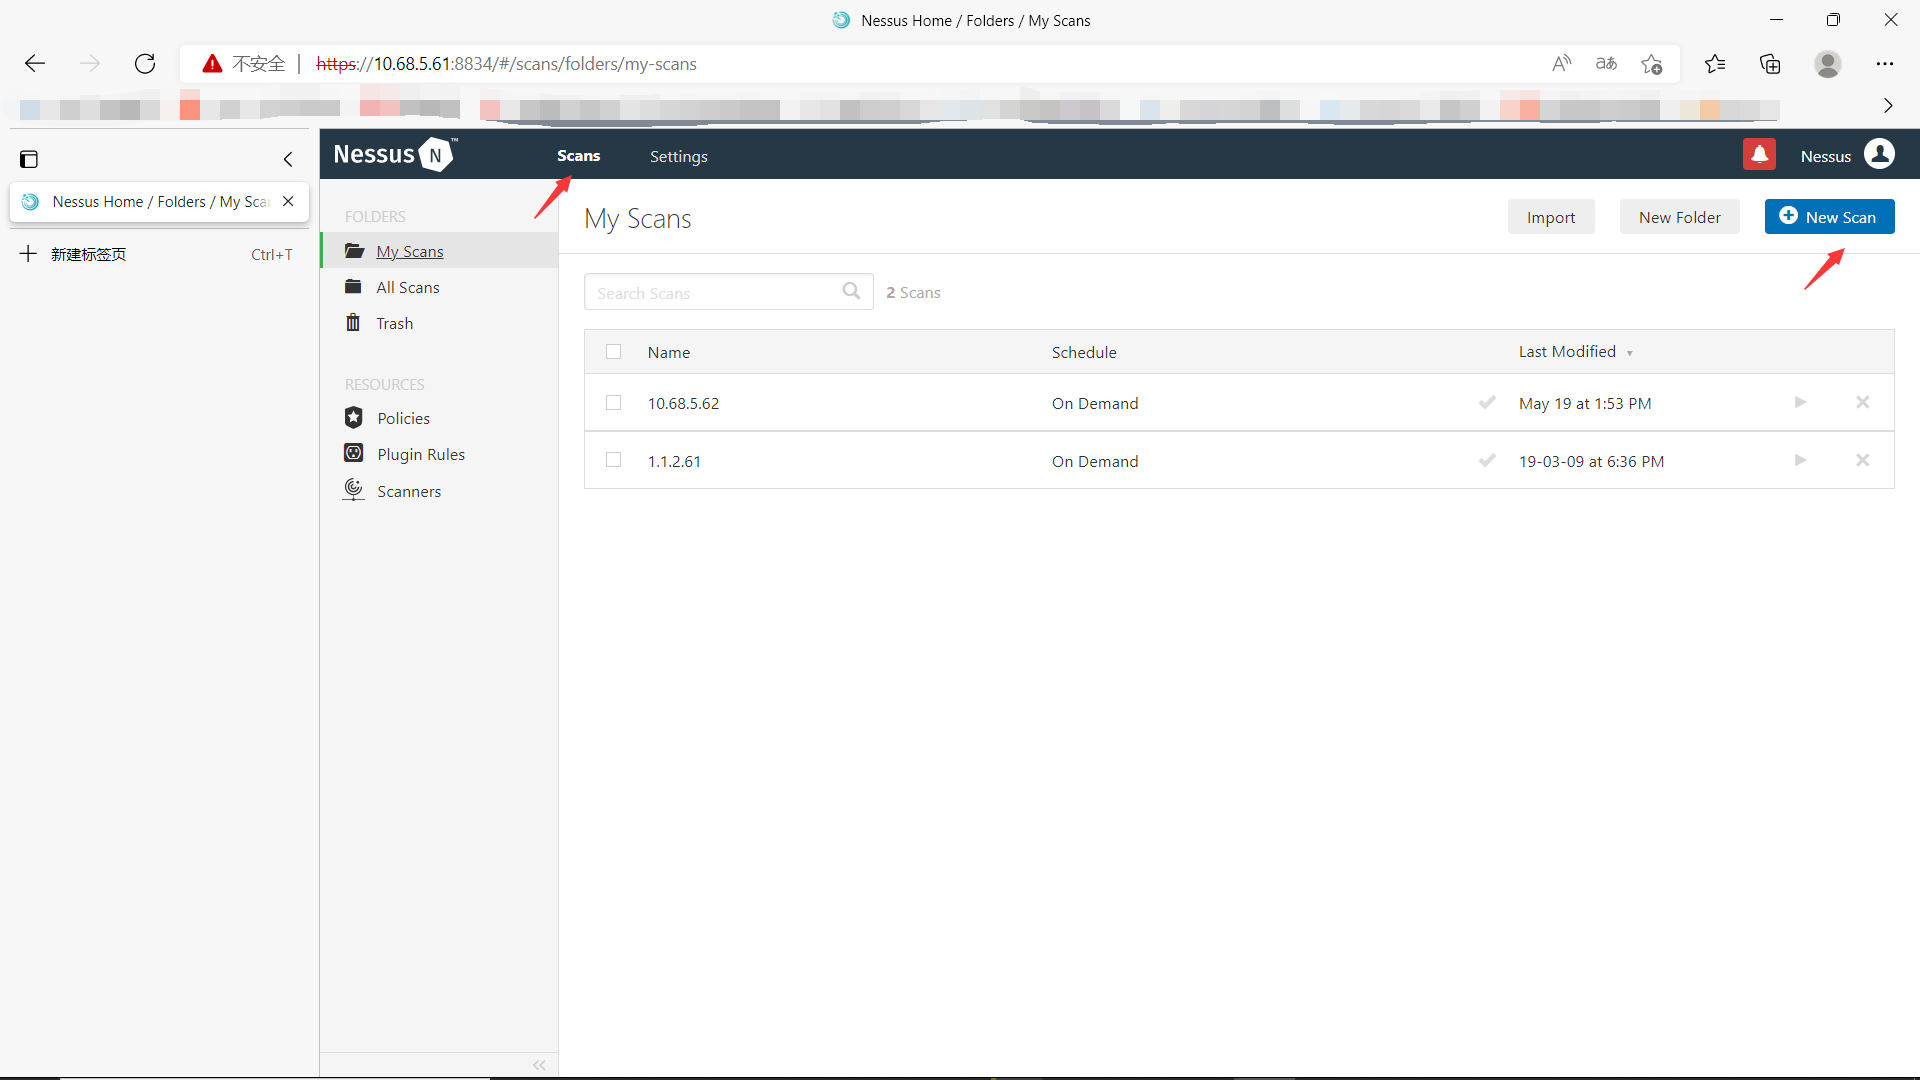 Nessus Home / Folders / My Scans
不安全 | https://10.68.5.61:8834/#/scans/folders/my-scans
Nessus Home / Folders / My Sca
新建标签页 Ctrl+T
Nessus N ™ Scans Settings Nessus
FOLDERS
My Scans
All Scans
Trash
RESOURCES
Policies
Plugin Rules
Scanners
My Scans Import New Folder New Scan
Search Scans 2 Scans
Name Schedule Last Modified
10.68.5.62 On Demand May 19 at 1:53 PM
1.1.2.61 On Demand 19-03-09 at 6:36 PM